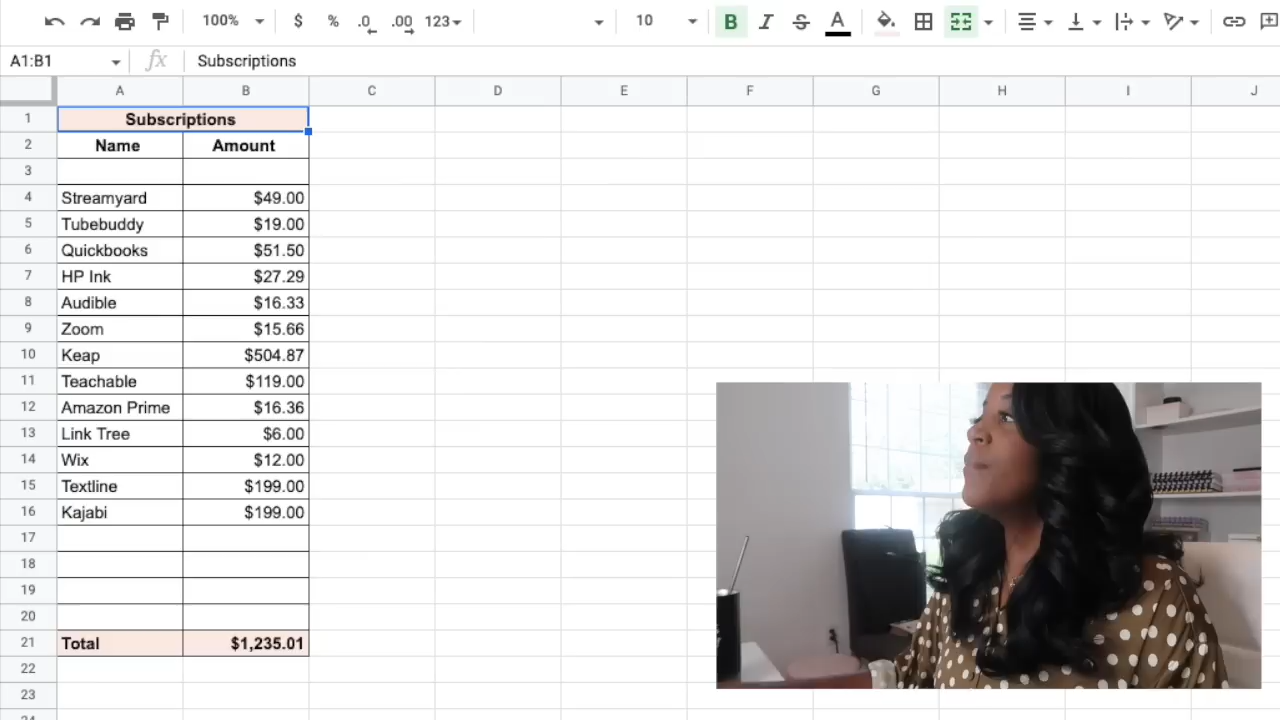 100% $ % .0 .00 123 10 B I S A
A1:B1 fx Subscriptions
A B C D E F G H I J
1 Subscriptions
2 Name Amount
3
4 Streamyard $49.00
5 Tubebuddy $19.00
6 Quickbooks $51.50
7 HP Ink $27.29
8 Audible $16.33
9 Zoom $15.66
10 Keap $504.87
11 Teachable $119.00
12 Amazon Prime $16.36
13 Link Tree $6.00
14 Wix $12.00
15 Textline $199.00
16 Kajabi $199.00
17
18
19
20
21 Total $1,235.01
22
23
24